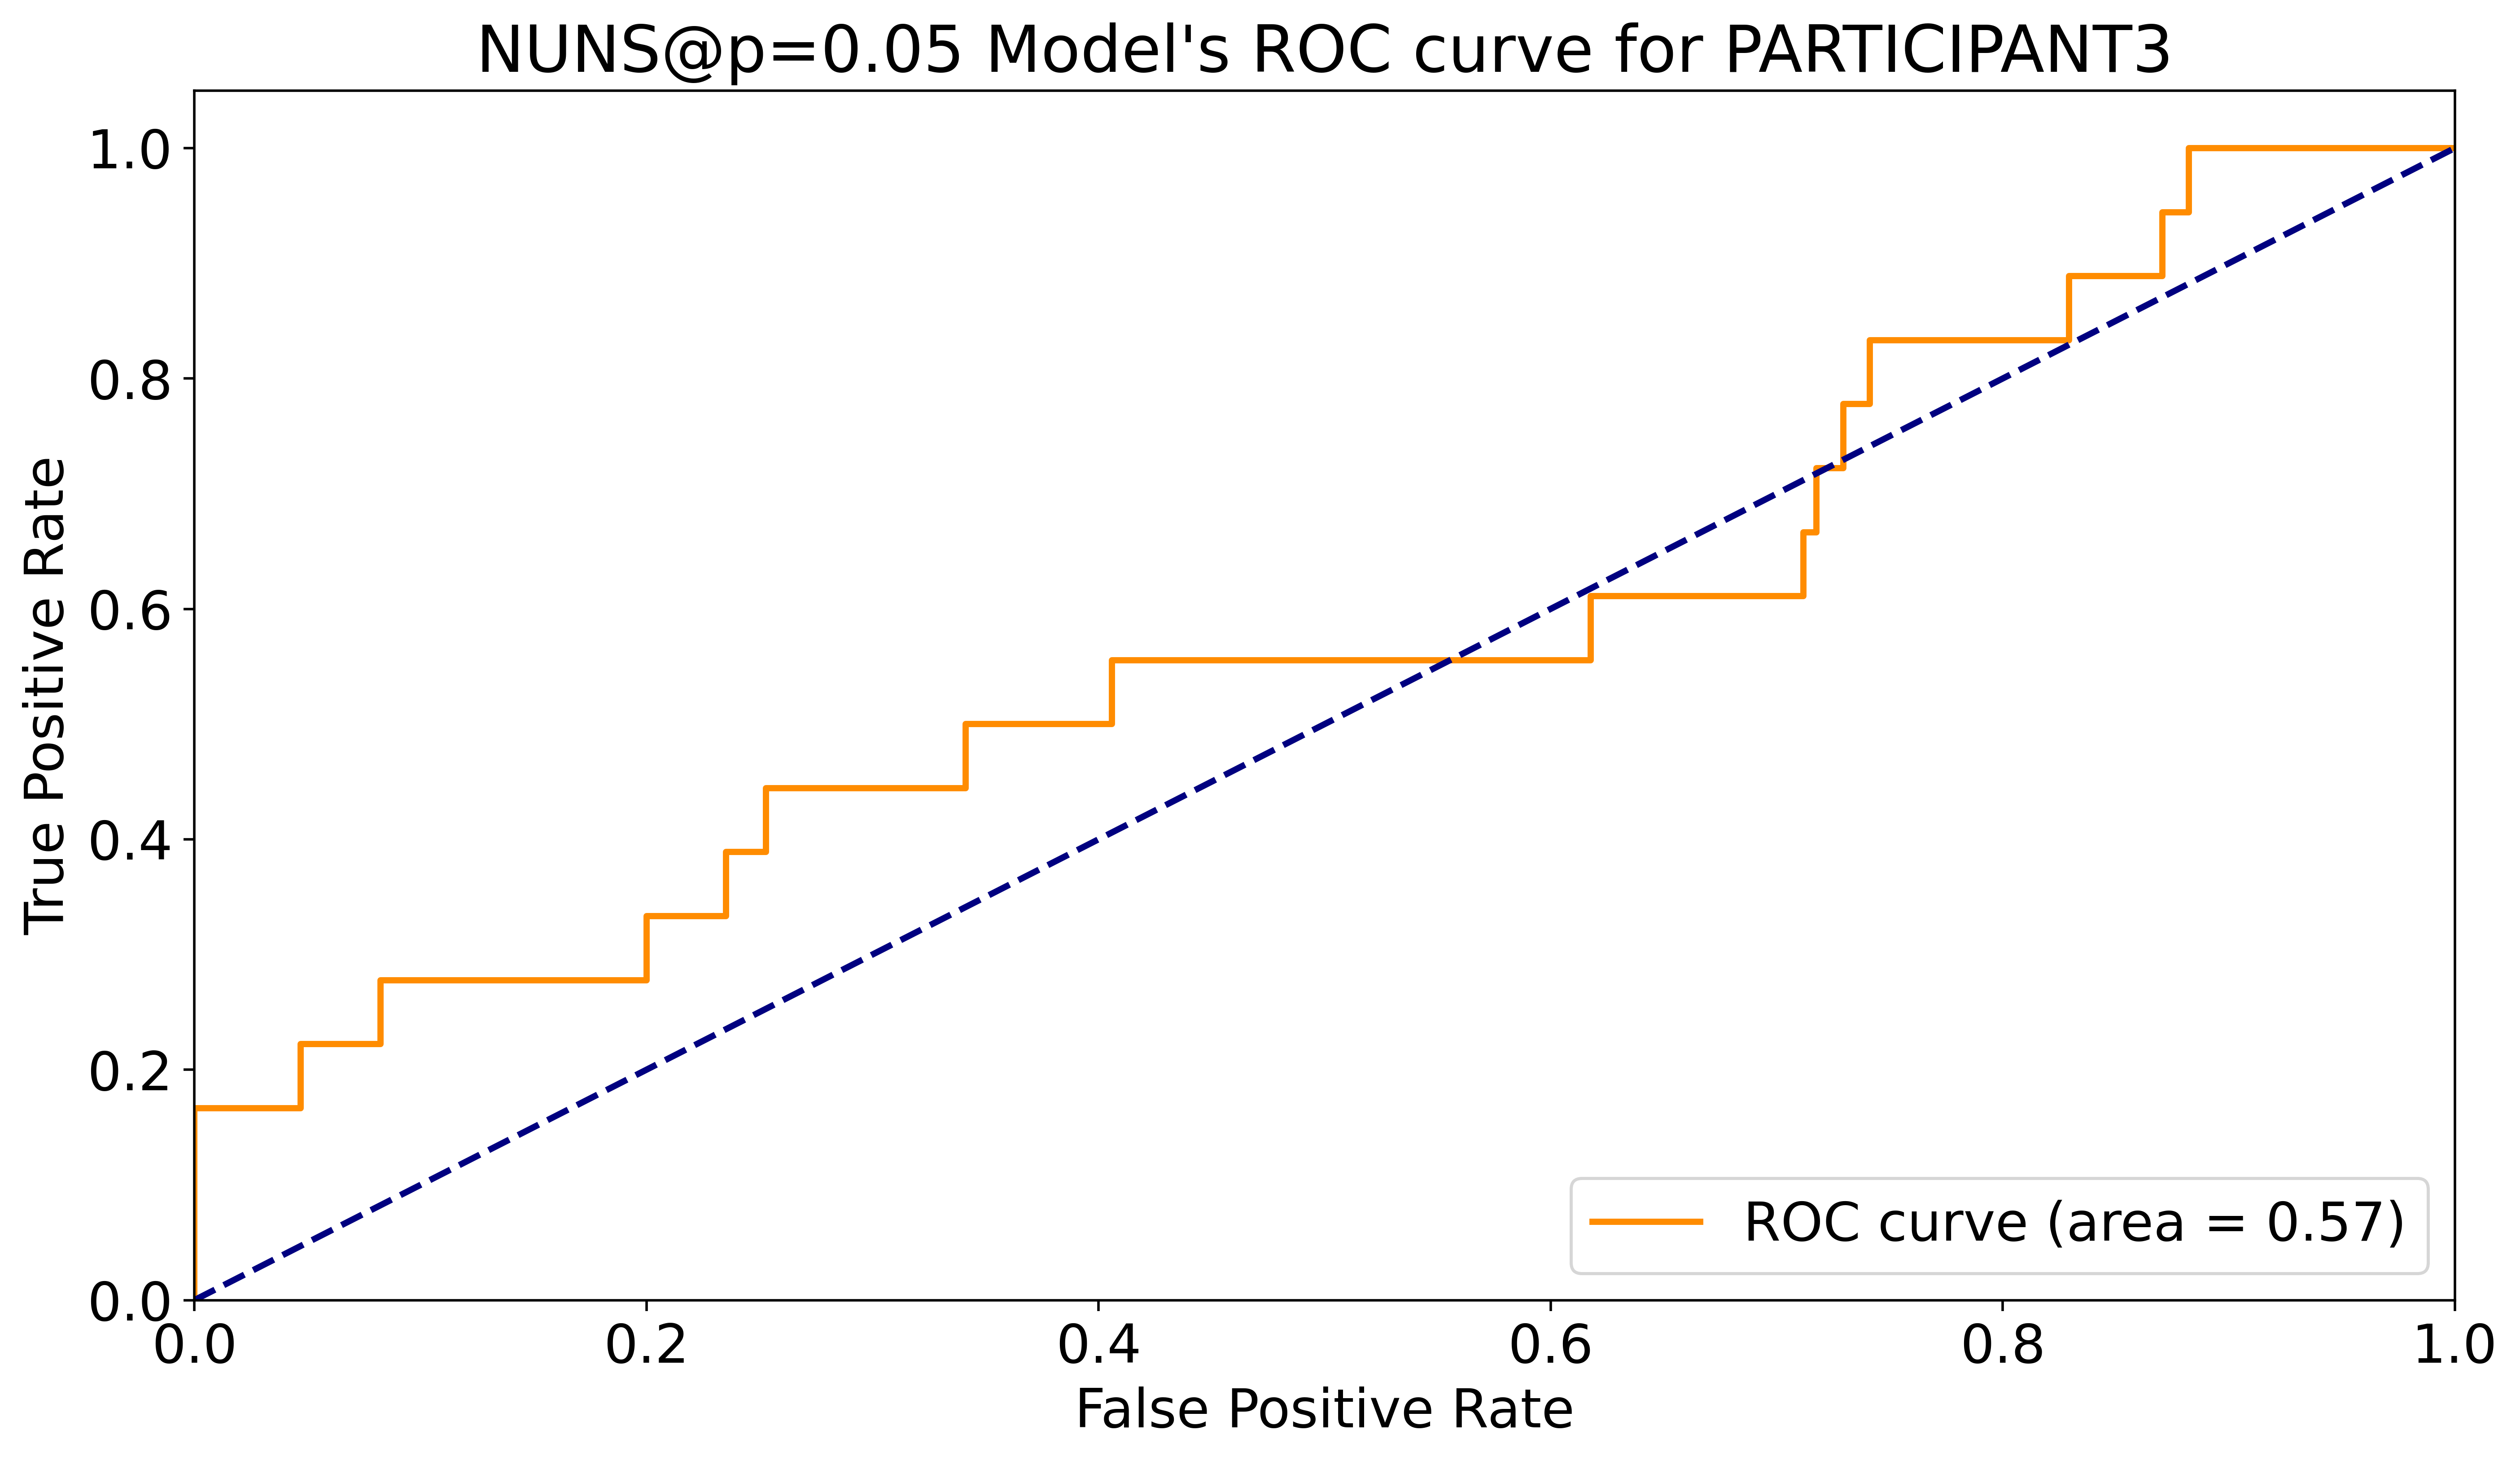 NUNS@p=0.05 Model's ROC curve for PARTICIPANT3
True Positive Rate
1.0
0.8
0.6
0.4
0.2
0.0
0.0 0.2 0.4 0.6 0.8 1.0
False Positive Rate
ROC curve (area = 0.57)